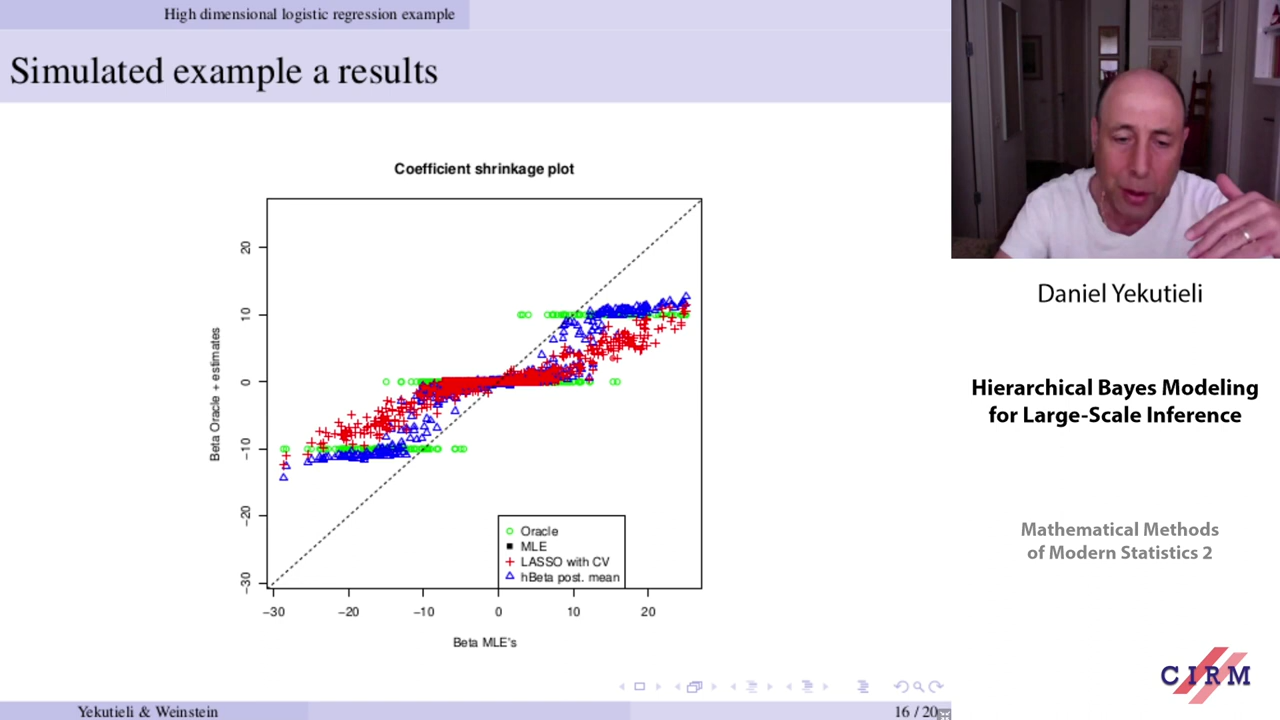 High dimensional logistic regression example
Simulated example a results
Coefficient shrinkage plot
Beta Oracle + estimates
20
10
0
−10
−20
−30
−30
−20
−10
0
10
20
Beta MLE's
Oracle
MLE
LASSO with CV
hBeta post. mean
Yekutieli & Weinstein
16 / 20
Daniel Yekutieli
Hierarchical Bayes Modeling
for Large-Scale Inference
Mathematical Methods
of Modern Statistics 2
CIRM